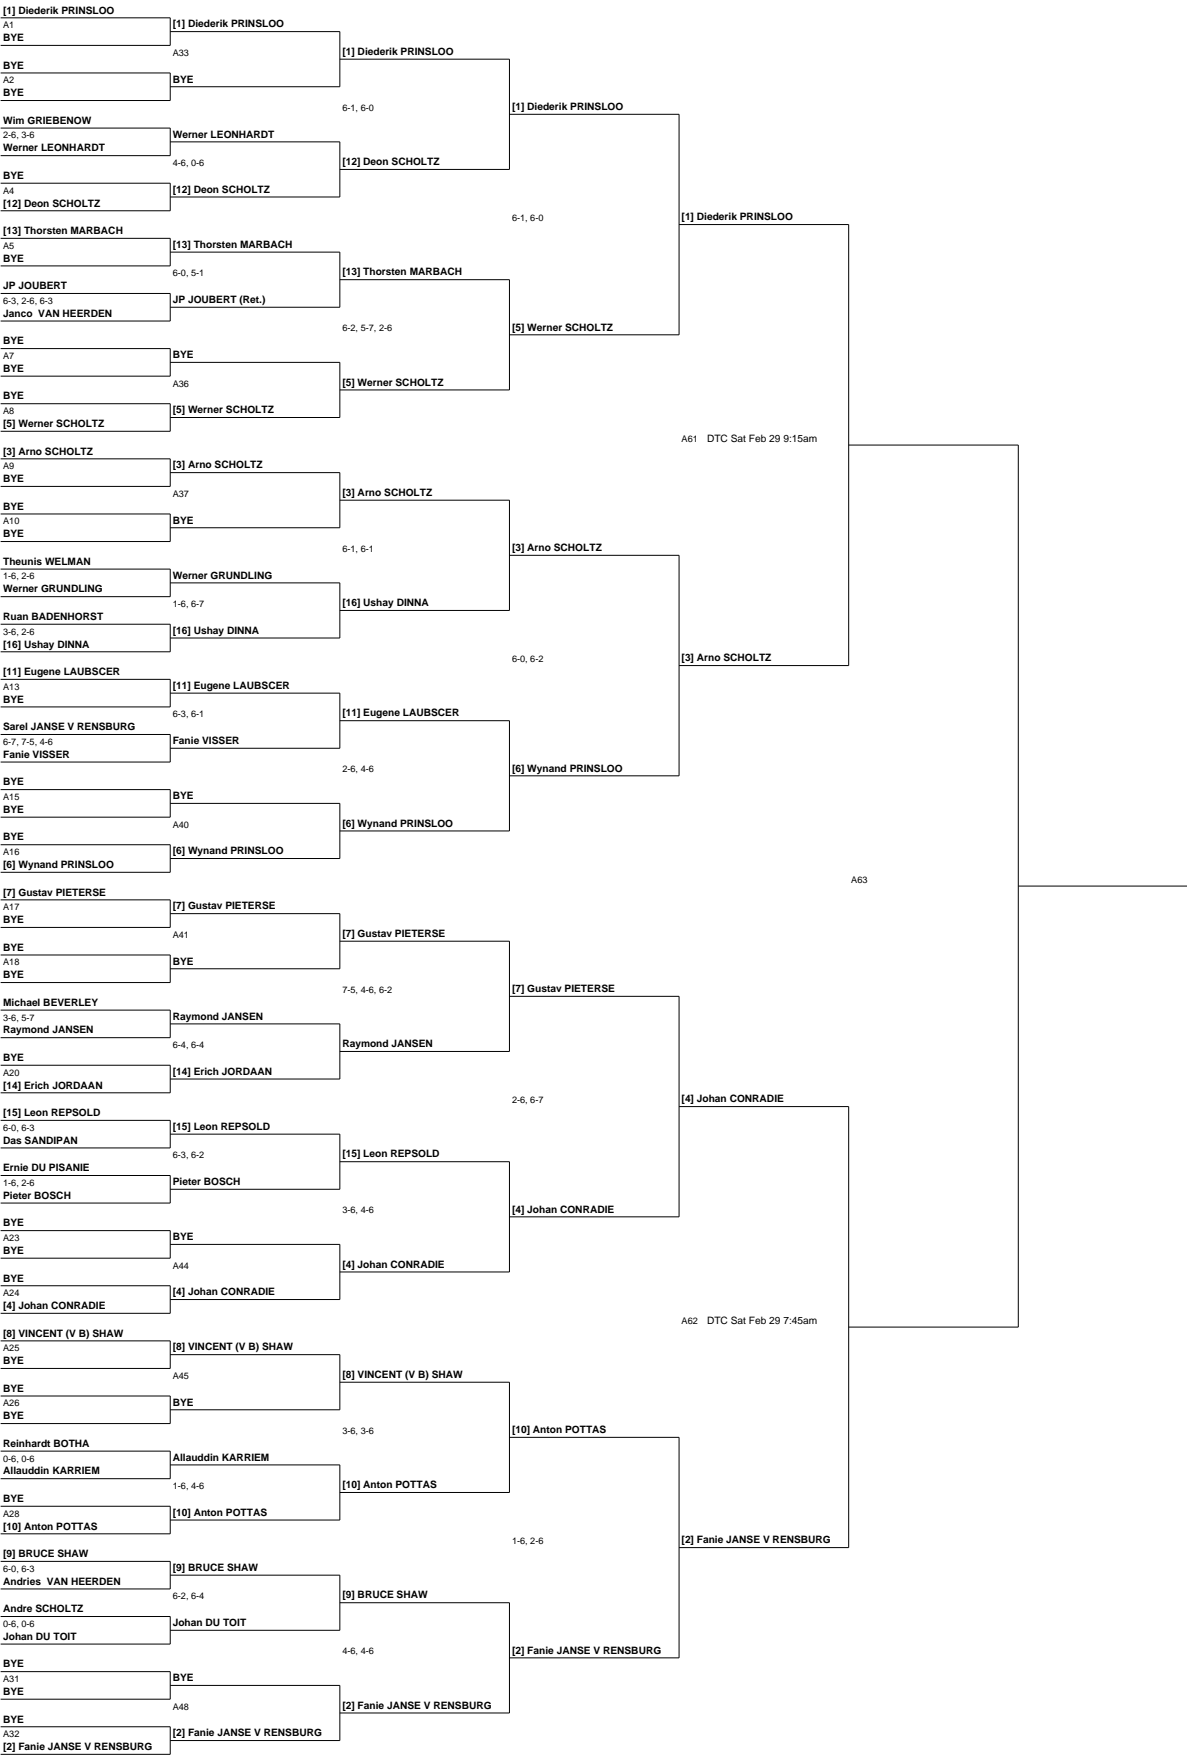 [1] Diederik PRINSLOO
A1
BYE
[1] Diederik PRINSLOO
A33
BYE
A2
BYE
BYE
[1] Diederik PRINSLOO
6-1, 6-0
Wim GRIEBENOW
2-6, 3-6
Werner LEONHARDT
Werner LEONHARDT
4-6, 0-6
BYE
A4
[12] Deon SCHOLTZ
[12] Deon SCHOLTZ
[12] Deon SCHOLTZ
[1] Diederik PRINSLOO
6-1, 6-0
[13] Thorsten MARBACH
A5
BYE
[13] Thorsten MARBACH
6-0, 5-1
JP JOUBERT
6-3, 2-6, 6-3
Janco  VAN HEERDEN
JP JOUBERT (Ret.)
[13] Thorsten MARBACH
6-2, 5-7, 2-6
BYE
A7
BYE
BYE
A36
BYE
A8
[5] Werner SCHOLTZ
[5] Werner SCHOLTZ
[5] Werner SCHOLTZ
[5] Werner SCHOLTZ
[1] Diederik PRINSLOO
A61 DTC Sat Feb 29 9:15am
[3] Arno SCHOLTZ
A9
BYE
[3] Arno SCHOLTZ
A37
BYE
A10
BYE
BYE
[3] Arno SCHOLTZ
6-1, 6-1
Theunis WELMAN
1-6, 2-6
Werner GRUNDLING
Werner GRUNDLING
1-6, 6-7
Ruan BADENHORST
3-6, 2-6
[16] Ushay DINNA
[16] Ushay DINNA
[16] Ushay DINNA
[3] Arno SCHOLTZ
6-0, 6-2
[11] Eugene LAUBSCER
A13
BYE
[11] Eugene LAUBSCER
6-3, 6-1
Sarel JANSE V RENSBURG
6-7, 7-5, 4-6
Fanie VISSER
Fanie VISSER
[11] Eugene LAUBSCER
2-6, 4-6
BYE
A15
BYE
BYE
A40
BYE
A16
[6] Wynand PRINSLOO
[6] Wynand PRINSLOO
[6] Wynand PRINSLOO
[6] Wynand PRINSLOO
[3] Arno SCHOLTZ
A63
[7] Gustav PIETERSE
A17
BYE
[7] Gustav PIETERSE
A41
BYE
A18
BYE
BYE
[7] Gustav PIETERSE
7-5, 4-6, 6-2
Michael BEVERLEY
3-6, 5-7
Raymond JANSEN
Raymond JANSEN
6-4, 6-4
BYE
A20
[14] Erich JORDAAN
[14] Erich JORDAAN
Raymond JANSEN
[7] Gustav PIETERSE
2-6, 6-7
[15] Leon REPSOLD
6-0, 6-3
Das SANDIPAN
[15] Leon REPSOLD
6-3, 6-2
Ernie DU PISANIE
1-6, 2-6
Pieter BOSCH
Pieter BOSCH
[15] Leon REPSOLD
3-6, 4-6
BYE
A23
BYE
BYE
A44
BYE
A24
[4] Johan CONRADIE
[4] Johan CONRADIE
[4] Johan CONRADIE
[4] Johan CONRADIE
[4] Johan CONRADIE
A62 DTC Sat Feb 29 7:45am
[8] VINCENT (V B) SHAW
A25
BYE
[8] VINCENT (V B) SHAW
A45
BYE
A26
BYE
BYE
[8] VINCENT (V B) SHAW
3-6, 3-6
Reinhardt BOTHA
0-6, 0-6
Allauddin KARRIEM
Allauddin KARRIEM
1-6, 4-6
BYE
A28
[10] Anton POTTAS
[10] Anton POTTAS
[10] Anton POTTAS
[10] Anton POTTAS
1-6, 2-6
[9] BRUCE SHAW
6-0, 6-3
Andries  VAN HEERDEN
[9] BRUCE SHAW
6-2, 6-4
Andre SCHOLTZ
0-6, 0-6
Johan DU TOIT
Johan DU TOIT
[9] BRUCE SHAW
4-6, 4-6
BYE
A31
BYE
BYE
A48
BYE
A32
[2] Fanie JANSE V RENSBURG
[2] Fanie JANSE V RENSBURG
[2] Fanie JANSE V RENSBURG
[2] Fanie JANSE V RENSBURG
[2] Fanie JANSE V RENSBURG